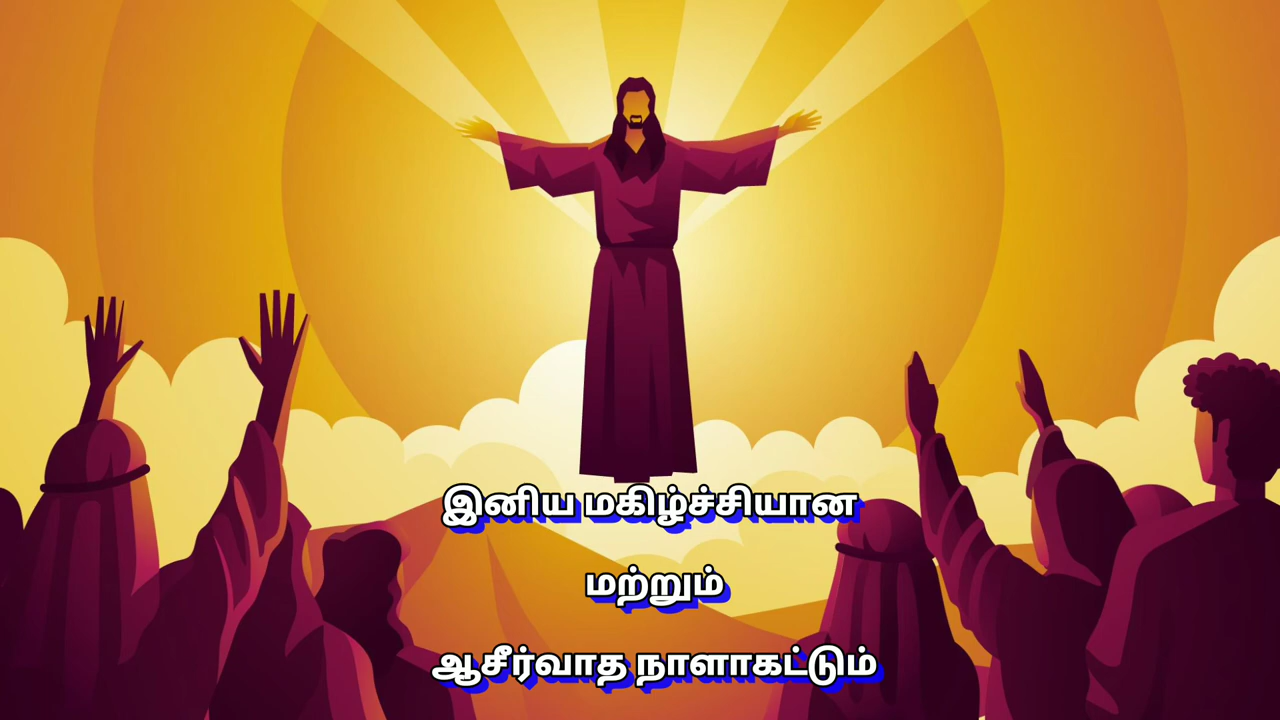 இனிய மகிழ்ச்சியான
மற்றும்
ஆசீர்வாத நாளாகட்டும்